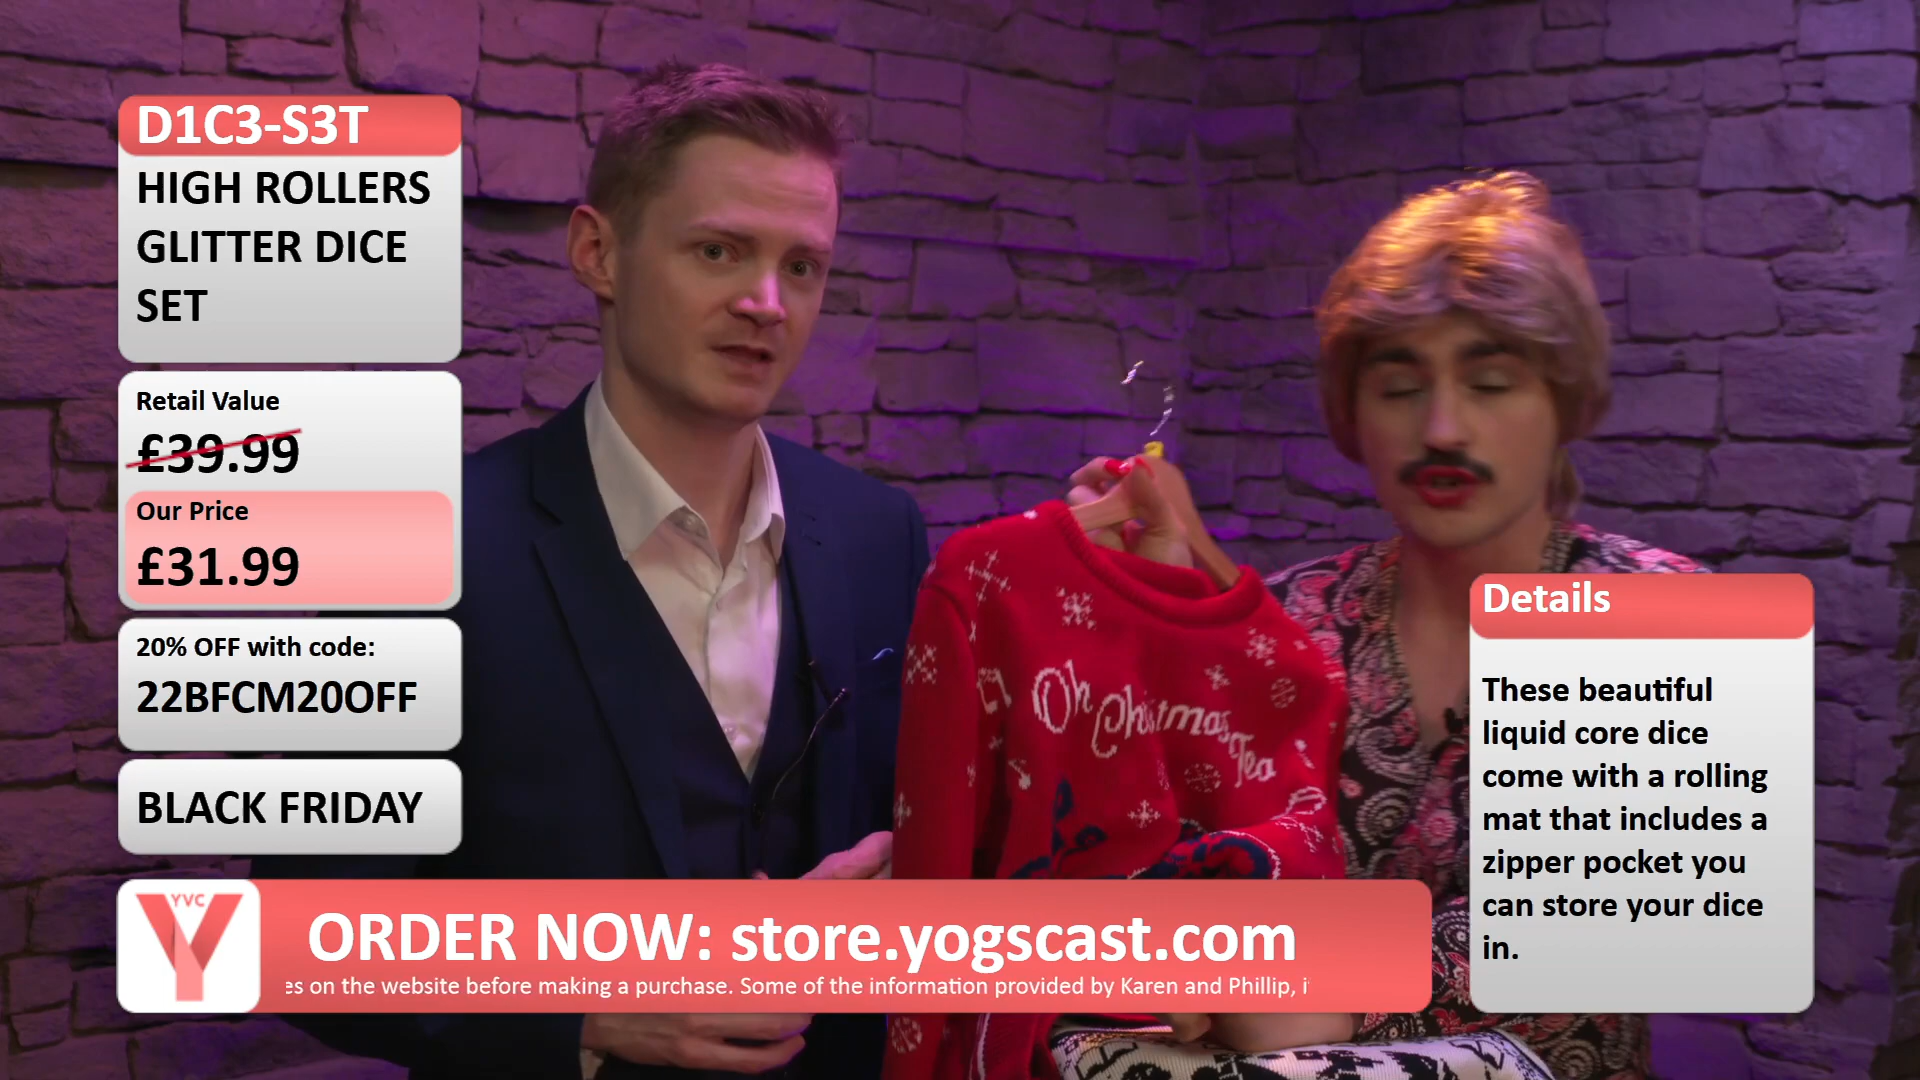 D1C3-S3T
HIGH ROLLERS
GLITTER DICE
SET
Retail Value
£39.99
Our Price
£31.99
20% OFF with code:
22BFCM20OFF
BLACK FRIDAY
Oh Christmas
Tea
Details
These beautiful
liquid core dice
come with a rolling
mat that includes a
zipper pocket you
can store your dice
in.
YVC
Y
ORDER NOW: store.yogscast.com
es on the website before making a purchase. Some of the information provided by Karen and Phillip, i